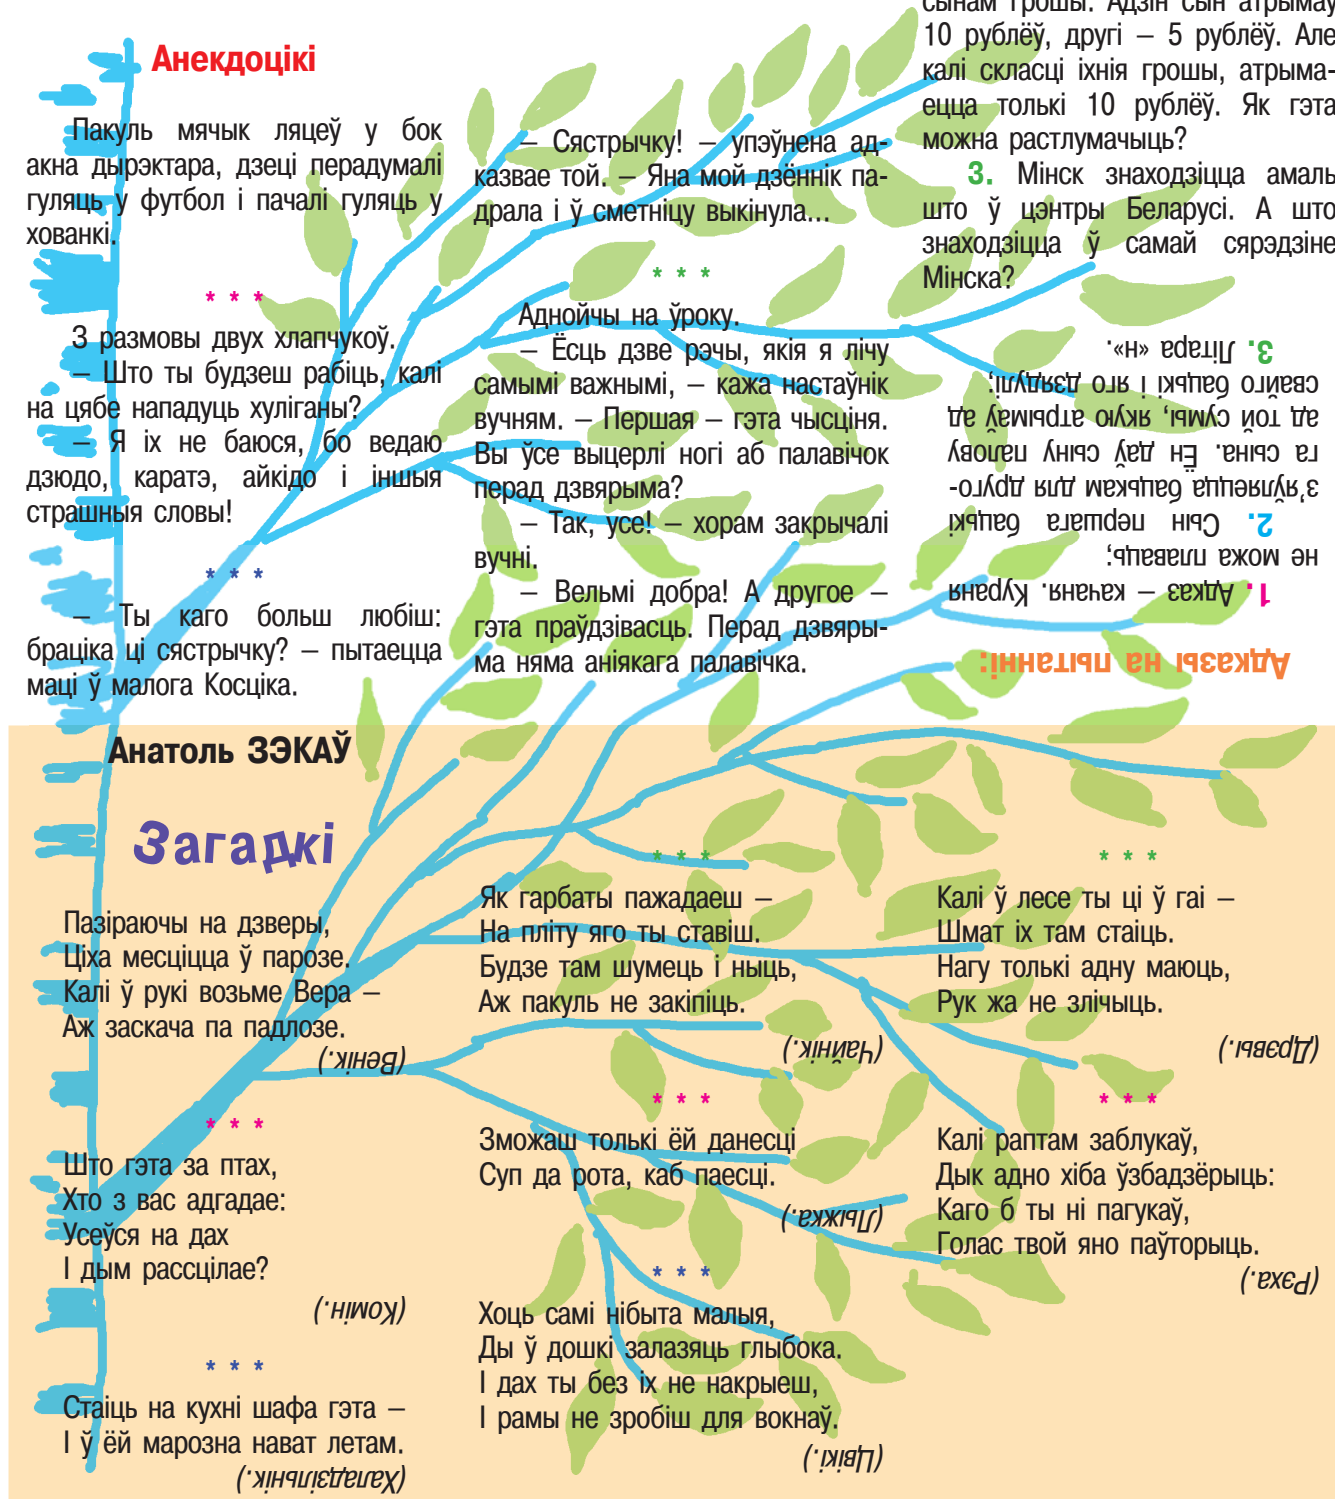 Анекдоцікі
Пакуль мячык ляцеў у бок
акна дырэктара, дзеці перадумалі
гуляць у футбол і пачалі гуляць у
хованкі.
* * *
З размовы двух хлапчукоў.
– Што ты будзеш рабіць, калі
на цябе нападуць хуліганы?
– Я іх не баюся, бо ведаю
дзюдо, каратэ, айкідо і іншыя
страшныя словы!
* * *
– Ты каго больш любіш:
браціка ці сястрычку? – пытаецца
маці ў малога Косціка.
– Сястрычку! – упэўнена ад-
казвае той. – Яна мой дзённік па-
драла і ў сметніцу выкінула...
* * *
Аднойчы на ўроку.
– Ёсць дзве рэчы, якія я лічу
самымі важнымі, – кажа настаўнік
вучням. – Першая – гэта чысціня.
Вы ўсе выцерлі ногі аб палавічок
перад дзвярыма?
– Так, усе! – хорам закрычалі
вучні.
– Вельмі добра! А другое –
гэта праўдзівасць. Перад дзвяры-
ма няма аніякага палавічка.
сынам грошы. Адзін сын атрымаў
10 рублёў, другі – 5 рублёў. Але
калі скласці іхнія грошы, атрыма-
ецца толькі 10 рублёў. Як гэта
можна растлумачыць?
3. Мінск знаходзіцца амаль
што ў цэнтры Беларусі. А што
знаходзіцца ў самай сярэдзіне
Мінска?
Адказы на пытанні:
1. Адказ – качаня. Кураня
не можа плаваць;
2. Сын першага бацькі
з’яўляецца бацькам для друго-
га сына. Ён даў сыну палову
ад той сумы, якую атрымаў ад
свайго бацькі і яго дзядулі;
3. Літара «н».
Анатоль ЗЭКАЎ
Загадкі
Пазіраючы на дзверы,
Ціха месціцца ў парозе.
Калі ў рукі возьме Вера –
Аж заскача па падлозе.
(Венік.)
* * *
Што гэта за птах,
Хто з вас адгадае:
Усеўся на дах
І дым рассцілае?
(Комін.)
* * *
Стаіць на кухні шафа гэта –
І ў ёй марозна нават летам.
(Халадзільнік.)
* * *
Як гарбаты пажадаеш –
На пліту яго ты ставіш.
Будзе там шумець і ныць,
Аж пакуль не закіпіць.
(Чайнік.)
* * *
Зможаш толькі ёй данесці
Суп да рота, каб паесці.
(Лыжка.)
* * *
Хоць самі нібыта малыя,
Ды ў дошкі залазяць глыбока.
І дах ты без іх не накрыеш,
І рамы не зробіш для вокнаў.
(Цвікі.)
* * *
Калі ў лесе ты ці ў гаі –
Шмат іх там стаіць.
Нагу толькі адну маюць,
Рук жа не злічыць.
(Дрэвы.)
* * *
Калі раптам заблукаў,
Дык адно хіба ўзбадзёрыць:
Каго б ты ні пагукаў,
Голас твой яно паўторыць.
(Рэха.)